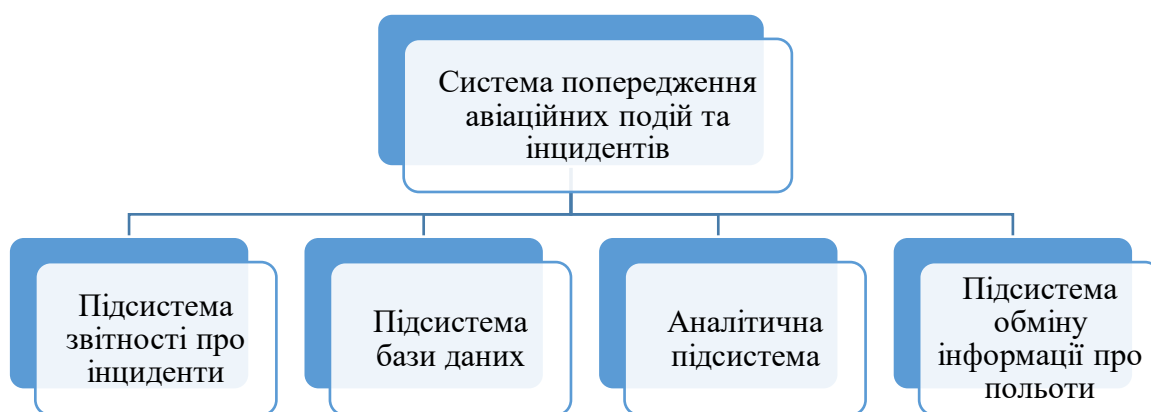 Система попередження
авіаційних подій та
інцидентів
Підсистема
звітності про
інциденти
Підсистема
бази даних
Аналітична
підсистема
Підсистема
обміну
інформації про
польоти